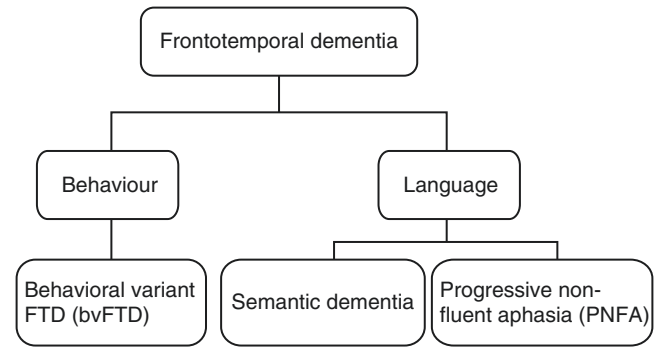 Frontotemporal dementia
Behaviour
Language
Behavioral variant
FTD (bvFTD)
Semantic dementia
Progressive non-
fluent aphasia (PNFA)